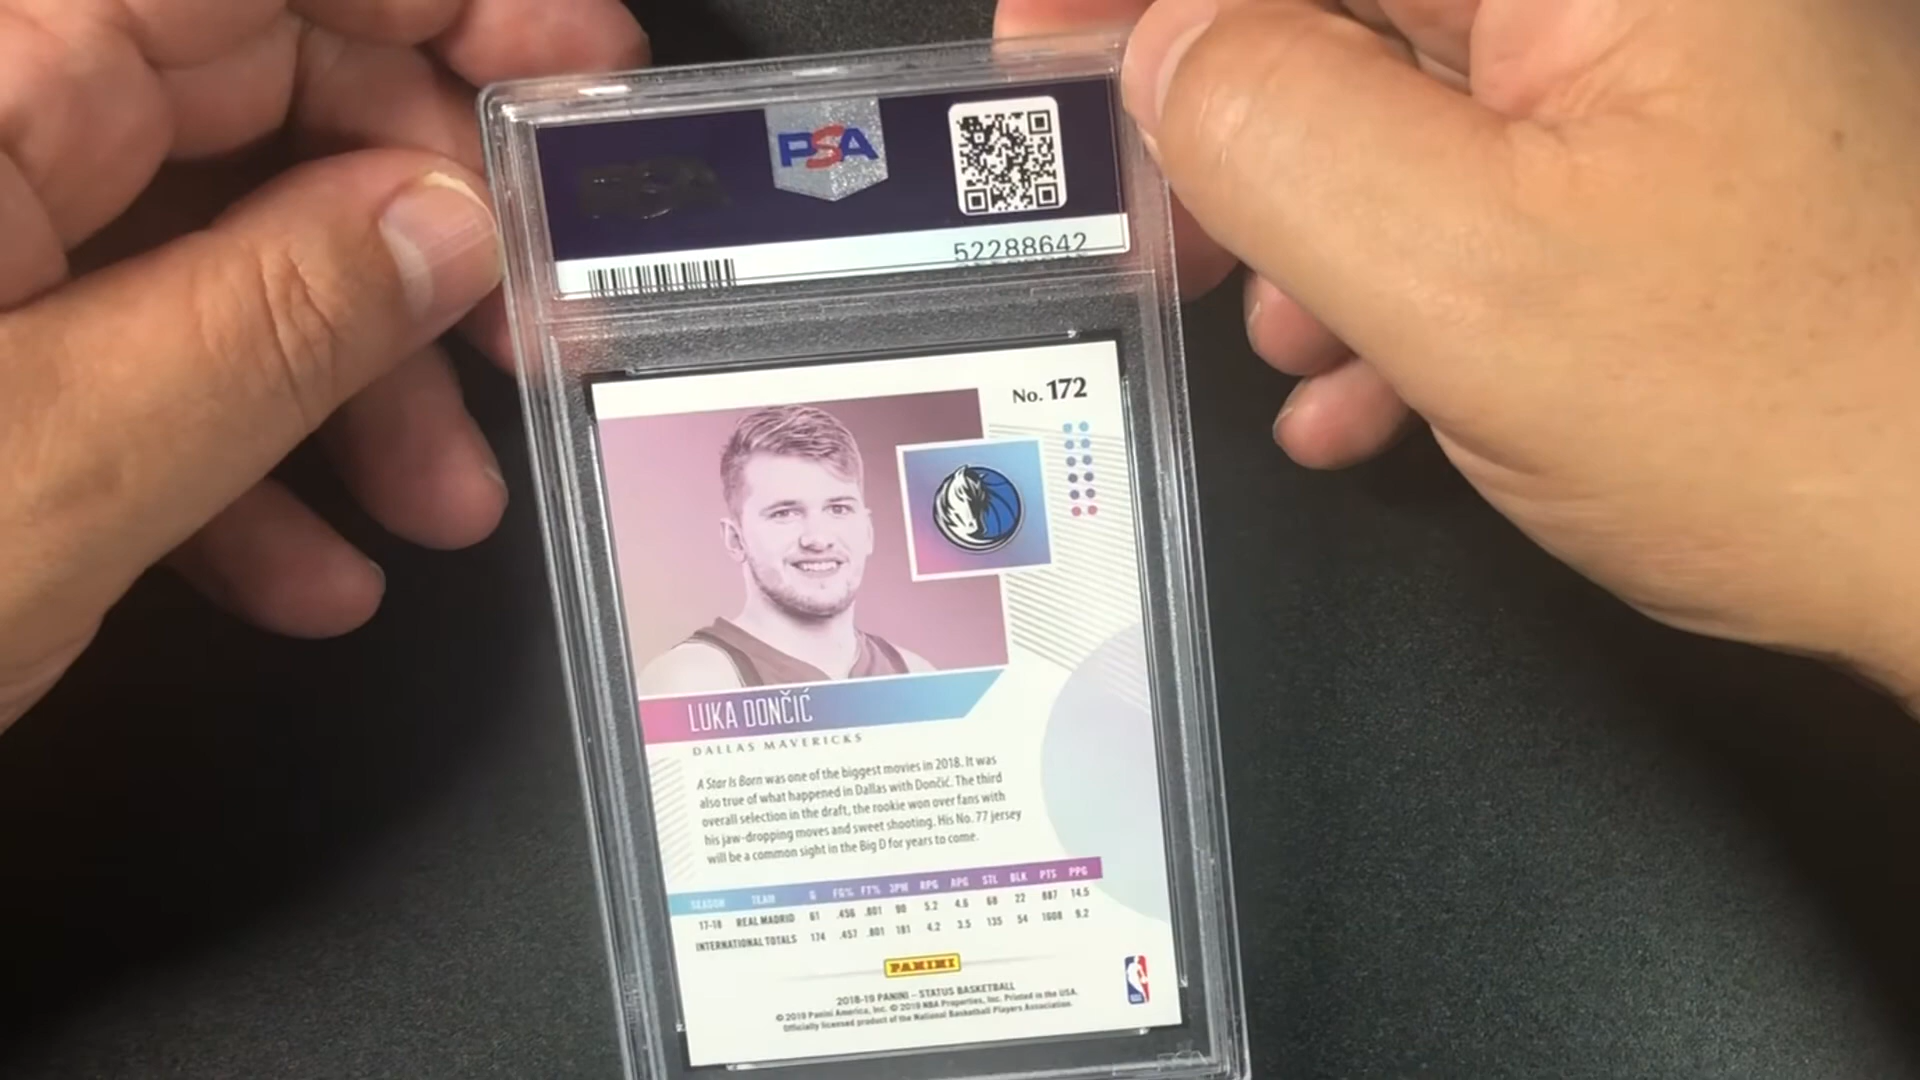 PSA
52288642
No. 172
LUKA DONČIĆ
DALLAS MAVERICKS
A Star Is Born was one of the biggest movies in 2018. It was
also true of what happened in Dallas with Dončić. The third
overall selection in the draft, the rookie won over fans with
his jaw-dropping moves and sweet shooting. His No. 77 jersey
will be a common sight in the Big D for years to come.
SEASON TEAM G FG% FT% 3PM RPG APG STL BLK PTS PPG
17-18 REAL MADRID 61 .456 .801 90 5.2 4.6 68 22 887 14.5
INTERNATIONAL TOTALS 174 .457 .801 181 4.2 3.5 135 54 1608 9.2
PANINI
2018-19 PANINI – STATUS BASKETBALL
© 2019 Panini America, Inc. © 2019 NBA Properties, Inc. Printed in the USA.
Officially licensed product of the National Basketball Players Association.